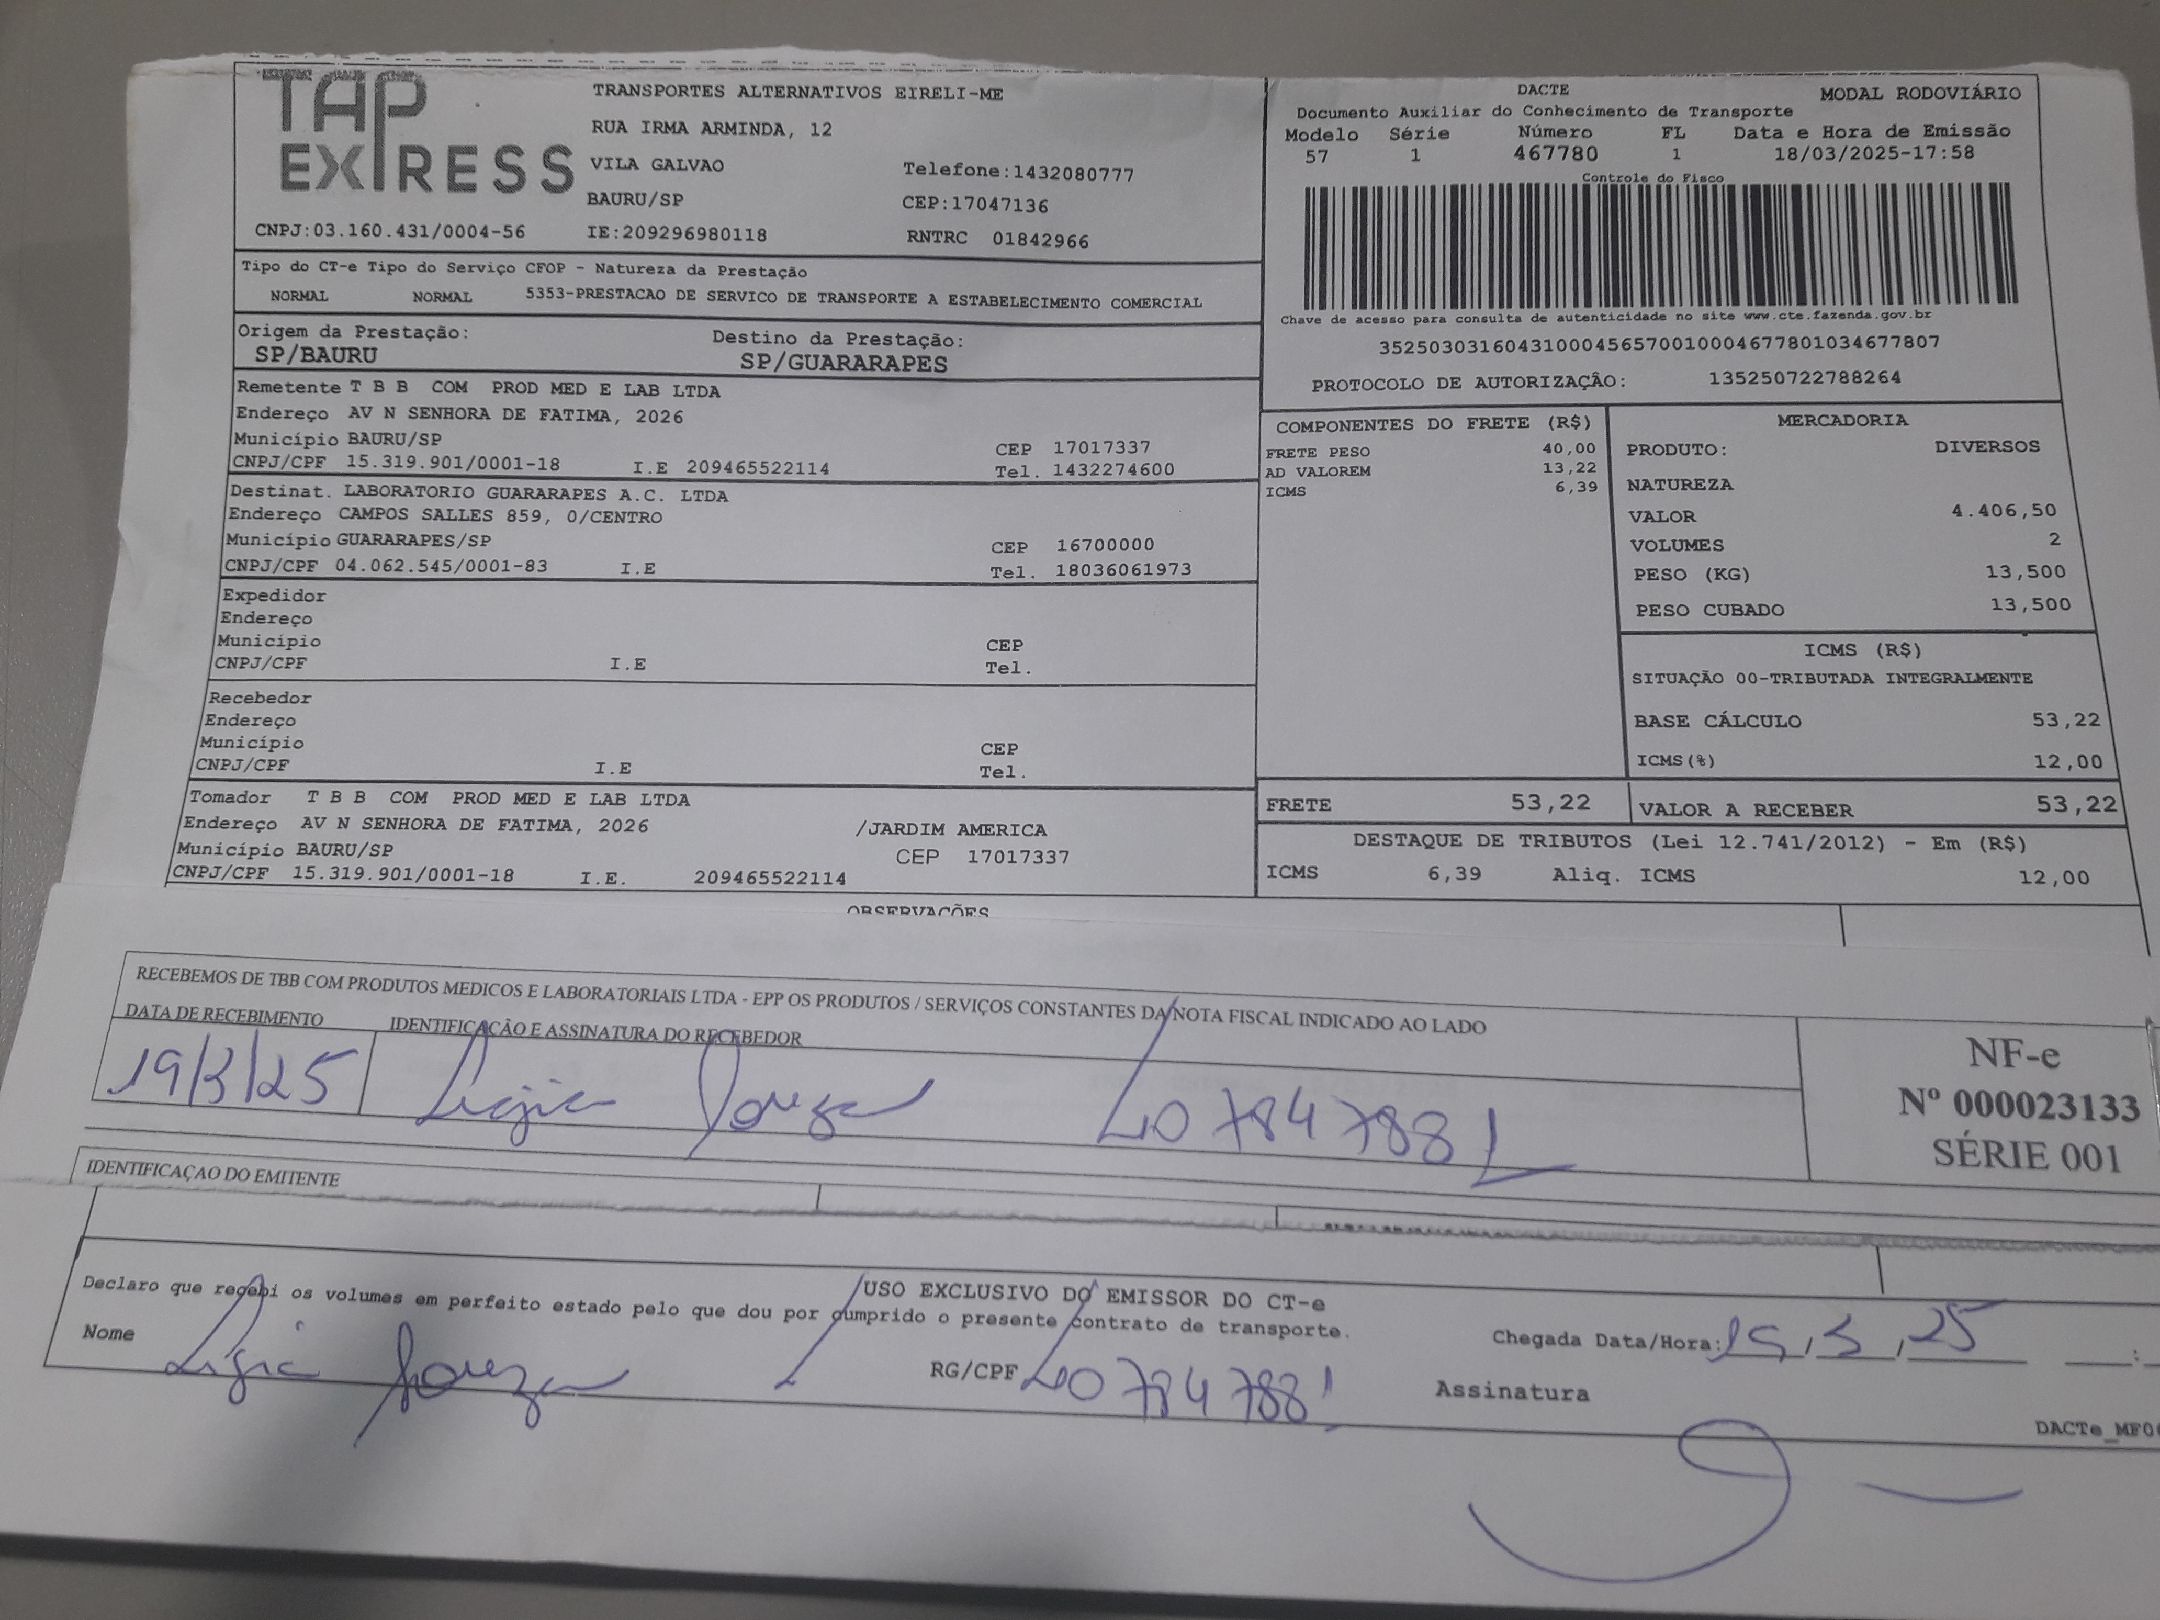 TAP
EXPRESS
TRANSPORTES ALTERNATIVOS EIRELI-ME
RUA IRMA ARMINDA, 12
VILA GALVAO Telefone:1432080777
BAURU/SP CEP:17047136
CNPJ:03.160.431/0004-56 IE:209296980118 RNTRC 01842966
DACTE MODAL RODOVIÁRIO
Documento Auxiliar do Conhecimento de Transporte
Modelo Série Número FL Data e Hora de Emissão
57 1 467780 1 18/03/2025-17:58
Controle do Fisco
Chave de acesso para consulta de autenticidade no site www.cte.fazenda.gov.br
35250303160431000456570010004677801034677807
PROTOCOLO DE AUTORIZAÇÃO: 135250722788264
Tipo do CT-e Tipo do Serviço CFOP - Natureza da Prestação
NORMAL NORMAL 5353-PRESTACAO DE SERVICO DE TRANSPORTE A ESTABELECIMENTO COMERCIAL
Origem da Prestação: Destino da Prestação:
SP/BAURU SP/GUARARAPES
Remetente T B B COM PROD MED E LAB LTDA
Endereço AV N SENHORA DE FATIMA, 2026
Município BAURU/SP CEP 17017337
CNPJ/CPF 15.319.901/0001-18 I.E 209465522114 Tel. 1432274600
Destinat. LABORATORIO GUARARAPES A.C. LTDA
Endereço CAMPOS SALLES 859, 0/CENTRO
Município GUARARAPES/SP CEP 16700000
CNPJ/CPF 04.062.545/0001-83 I.E Tel. 18036061973
Expedidor
Endereço
Município CEP
CNPJ/CPF I.E Tel.
Recebedor
Endereço
Município CEP
CNPJ/CPF I.E Tel.
Tomador T B B COM PROD MED E LAB LTDA
Endereço AV N SENHORA DE FATIMA, 2026 /JARDIM AMERICA
Município BAURU/SP CEP 17017337
CNPJ/CPF 15.319.901/0001-18 I.E. 209465522114
COMPONENTES DO FRETE (R$)
FRETE PESO 40,00
AD VALOREM 13,22
ICMS 6,39
MERCADORIA
PRODUTO: DIVERSOS
NATUREZA
VALOR 4.406,50
VOLUMES 2
PESO (KG) 13,500
PESO CUBADO 13,500
ICMS (R$)
SITUAÇÃO 00-TRIBUTADA INTEGRALMENTE
BASE CÁLCULO 53,22
ICMS(%) 12,00
FRETE 53,22 VALOR A RECEBER 53,22
DESTAQUE DE TRIBUTOS (Lei 12.741/2012) - Em (R$)
ICMS 6,39 Aliq. ICMS 12,00
OBSERVAÇÕES
RECEBEMOS DE TBB COM PRODUTOS MEDICOS E LABORATORIAIS LTDA - EPP OS PRODUTOS / SERVIÇOS CONSTANTES DA NOTA FISCAL INDICADO AO LADO
DATA DE RECEBIMENTO IDENTIFICAÇÃO E ASSINATURA DO RECEBEDOR
19/3/25 Ligia Souza 407847881
NF-e
Nº 000023133
SÉRIE 001
IDENTIFICAÇAO DO EMITENTE
USO EXCLUSIVO DO EMISSOR DO CT-e
Declaro que recebi os volumes em perfeito estado pelo que dou por cumprido o presente contrato de transporte.
Nome Ligia Souza RG/CPF 407847881 Chegada Data/Hora: 19/3/25 :
Assinatura